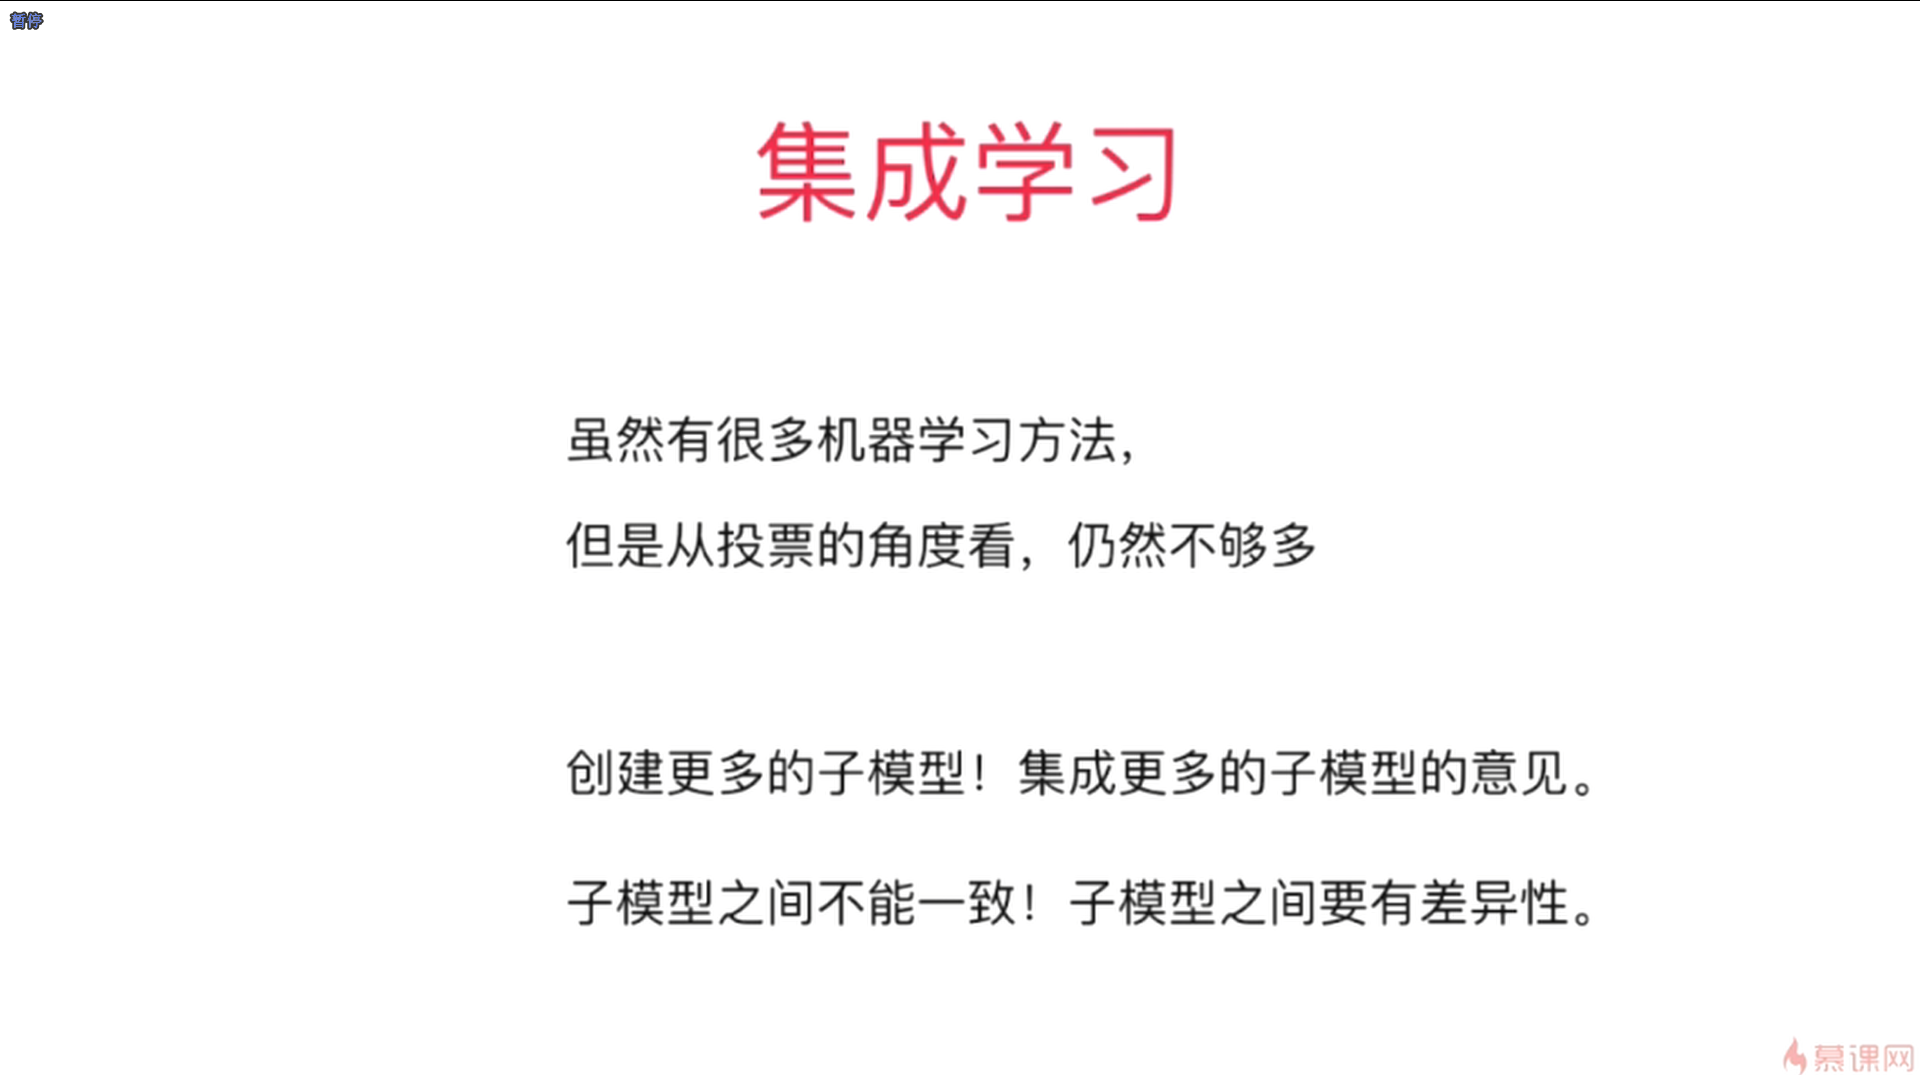 暂停
集成学习
虽然有很多机器学习方法，
但是从投票的角度看，仍然不够多
创建更多的子模型！集成更多的子模型的意见。
子模型之间不能一致！子模型之间要有差异性。
慕课网